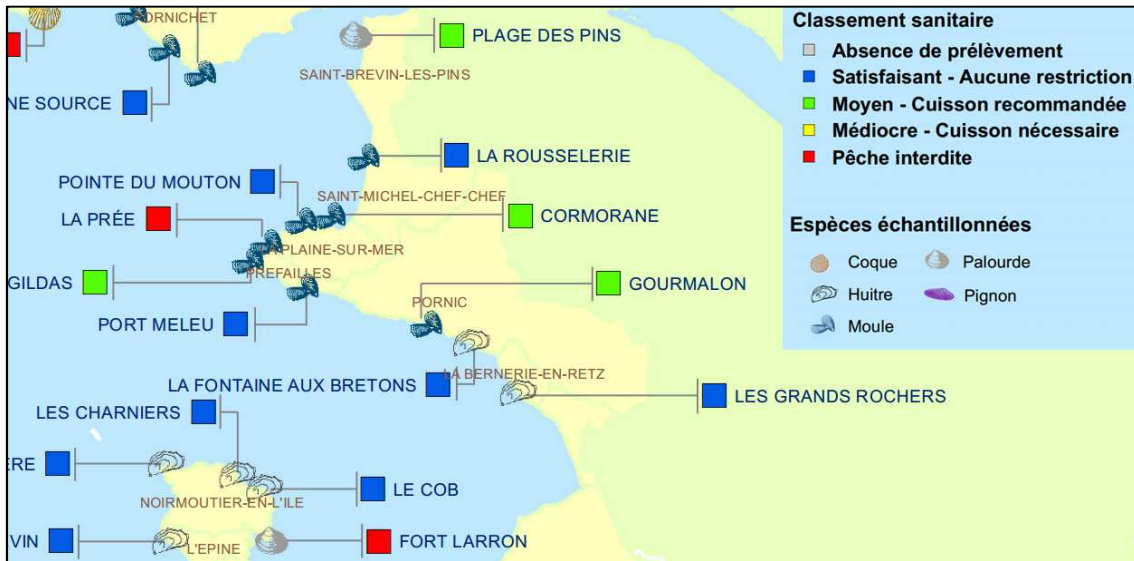 PORNICHET
PLAGE DES PINS
SAINT-BREVIN-LES-PINS
NE SOURCE
LA ROUSSELERIE
POINTE DU MOUTON
SAINT-MICHEL-CHEF-CHEF
LA PRÉE
CORMORANE
LA PLAINE-SUR-MER
PREFAILLES
GILDAS
GOURMALON
PORNIC
PORT MELEU
LA FONTAINE AUX BRETONS
LA BERNERIE-EN-RETZ
LES GRANDS ROCHERS
LES CHARNIERS
ÈRE
NOIRMOUTIER-EN-L'ILE
LE COB
VIN
L'EPINE
FORT LARRON
Classement sanitaire
Absence de prélèvement
Satisfaisant - Aucune restriction
Moyen - Cuisson recommandée
Médiocre - Cuisson nécessaire
Pêche interdite
Espèces échantillonnées
Coque
Palourde
Huitre
Pignon
Moule